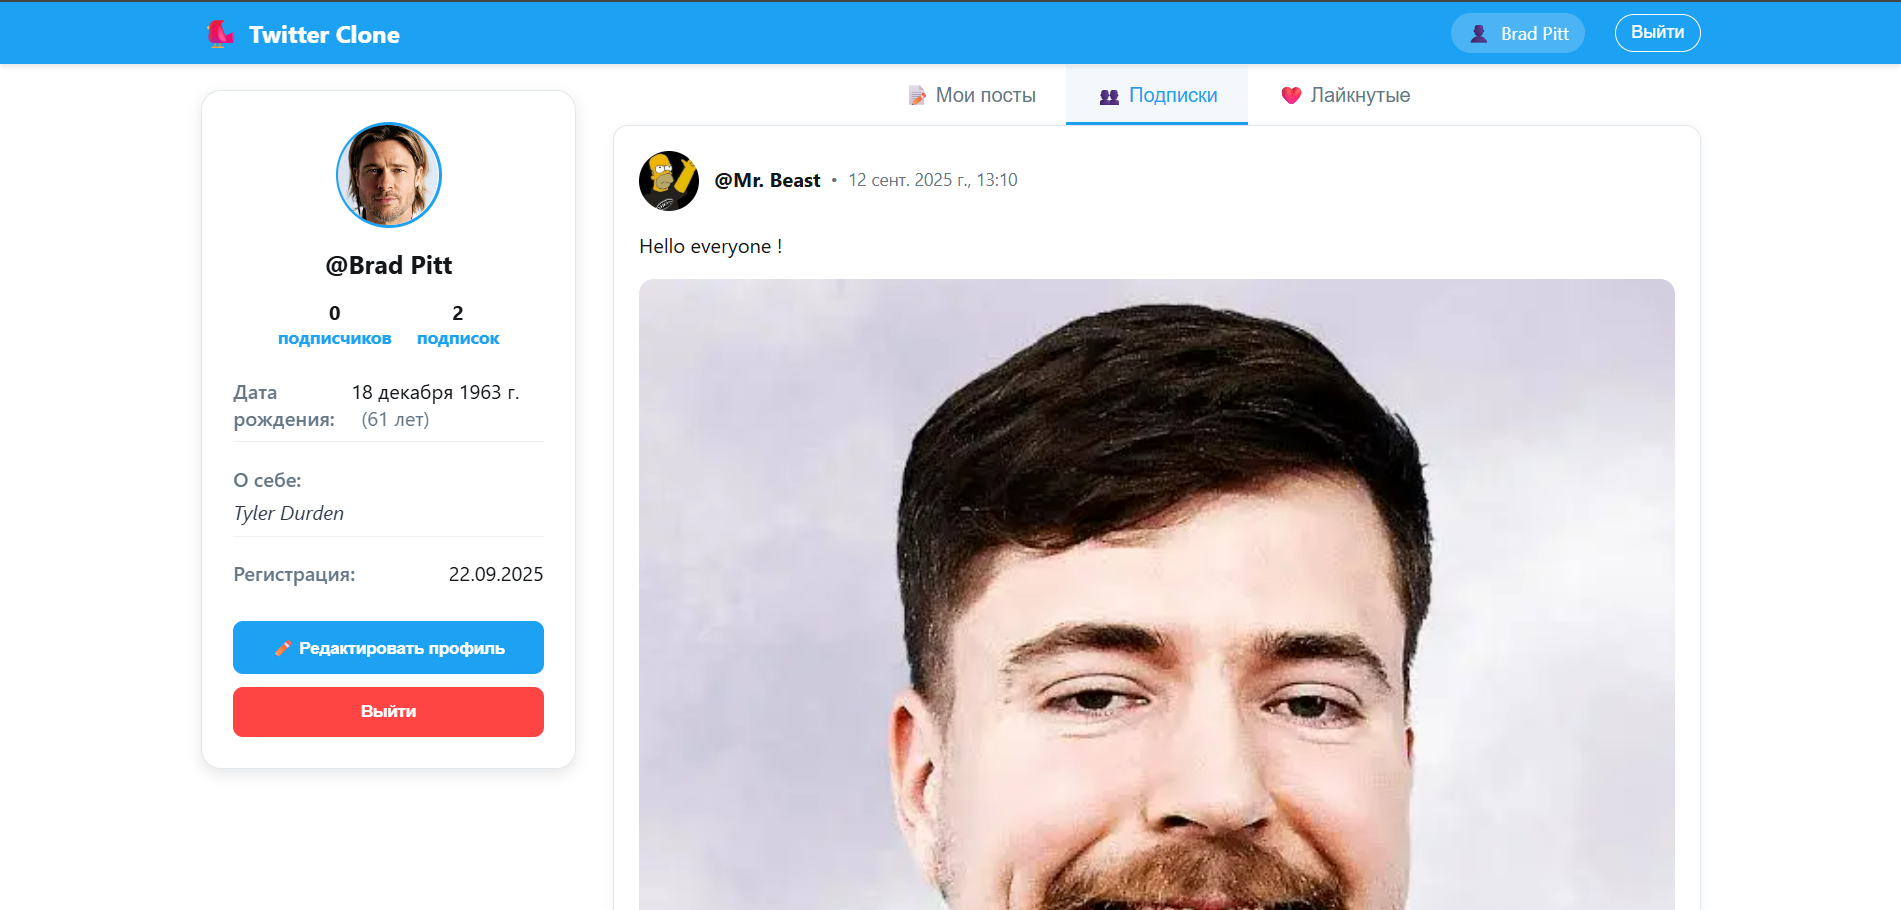 Twitter Clone
Brad Pitt
Выйти
Мои посты
Подписки
Лайкнутые
@Brad Pitt
0
подписчиков
2
подписок
Дата рождения:
18 декабря 1963 г.
(61 лет)
О себе:
Tyler Durden
Регистрация:
22.09.2025
Редактировать профиль
Выйти
@Mr. Beast • 12 сент. 2025 г., 13:10
Hello everyone !